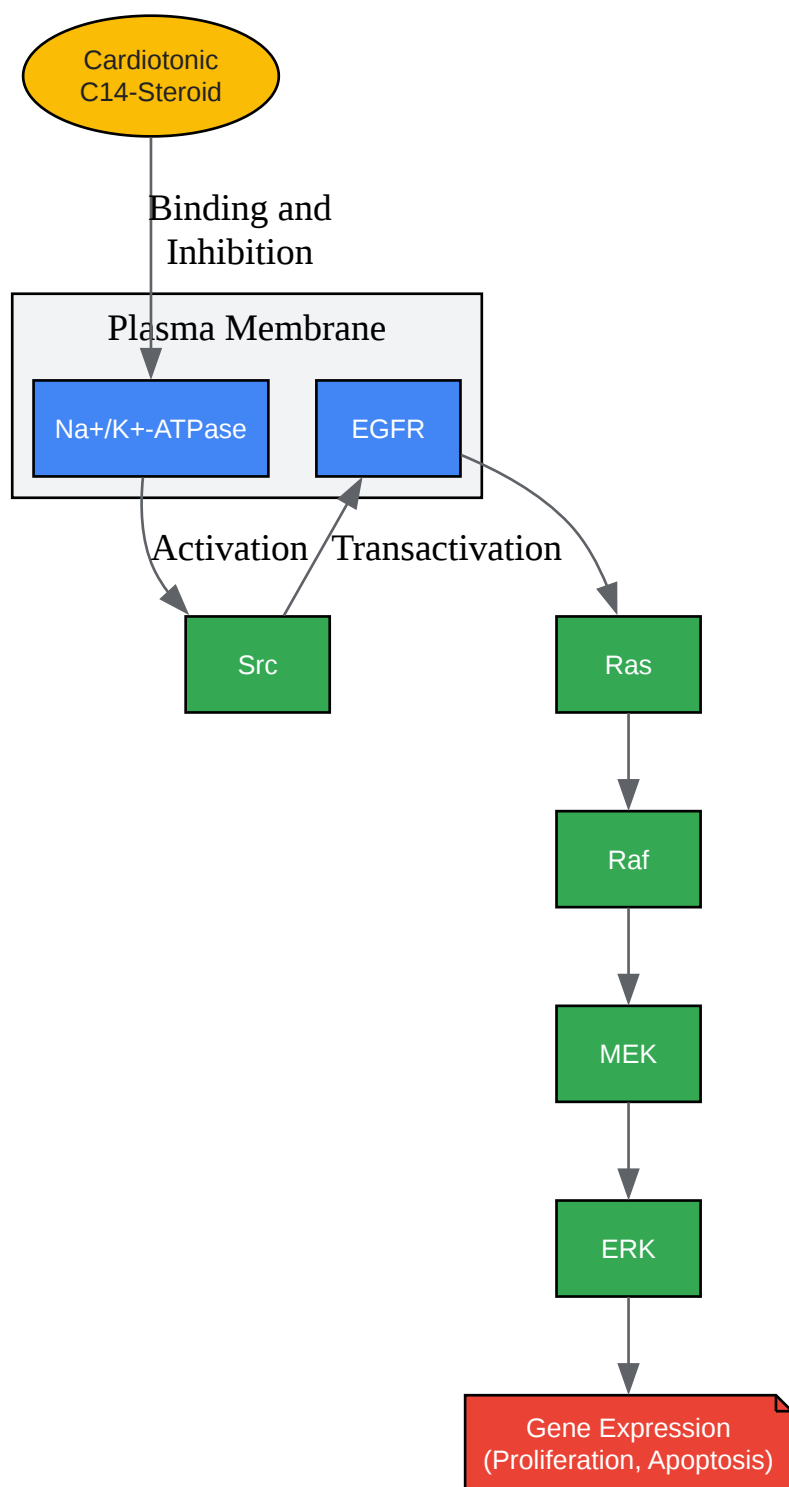 Cardiotonic
C14-Steroid
Binding and
Inhibition
Plasma Membrane
Na+/K+-ATPase
EGFR
Activation
Transactivation
Src
Ras
Raf
MEK
ERK
Gene Expression
(Proliferation, Apoptosis)